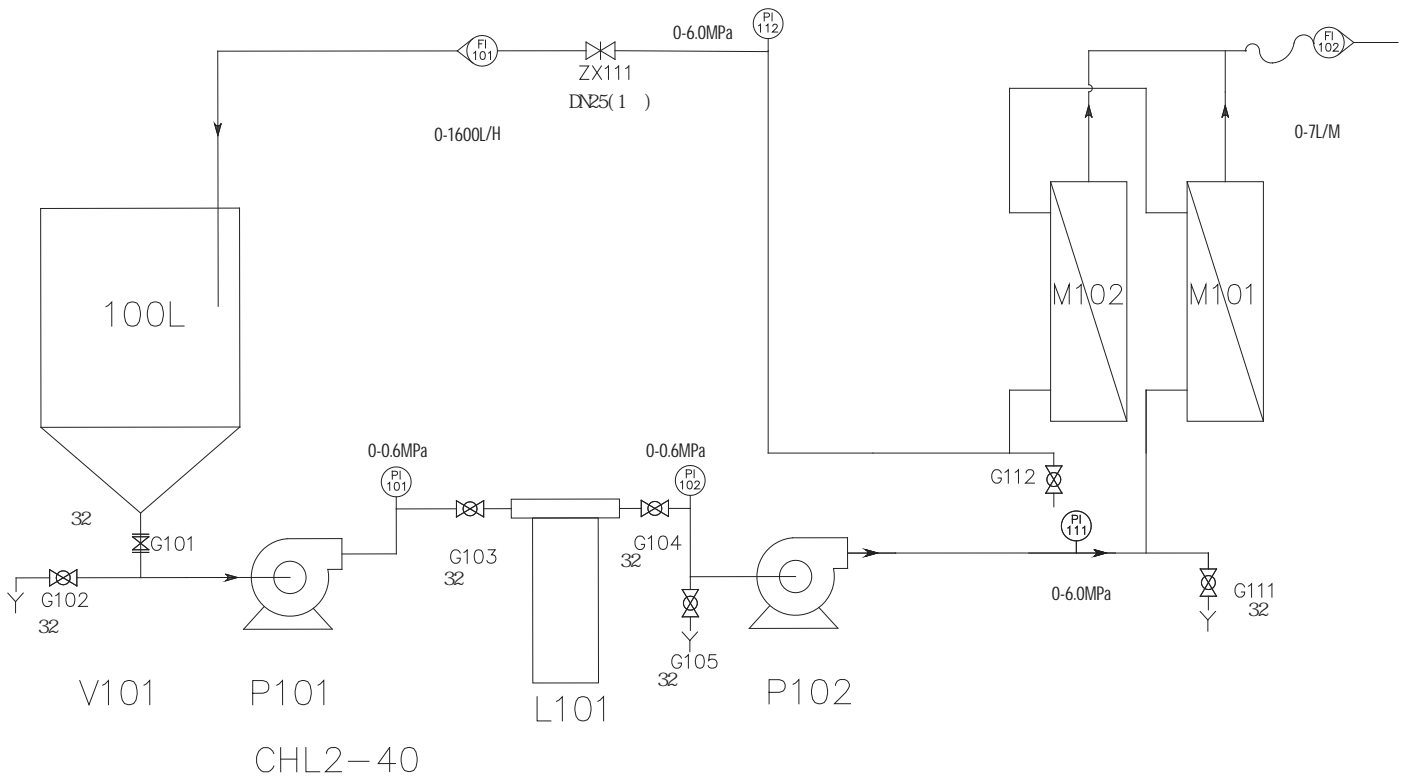 PI
112
0-6.0MPa
FI
101
FI
102
ZX111
DN25(1 )
0-1600L/H
0-7L/M
100L
M102
M101
0-0.6MPa
PI
101
0-0.6MPa
PI
102
G112
32
G101
G103
32
G104
32
PI
111
G102
32
0-6.0MPa
G111
32
G105
32
V101
P101
L101
P102
CHL2-40